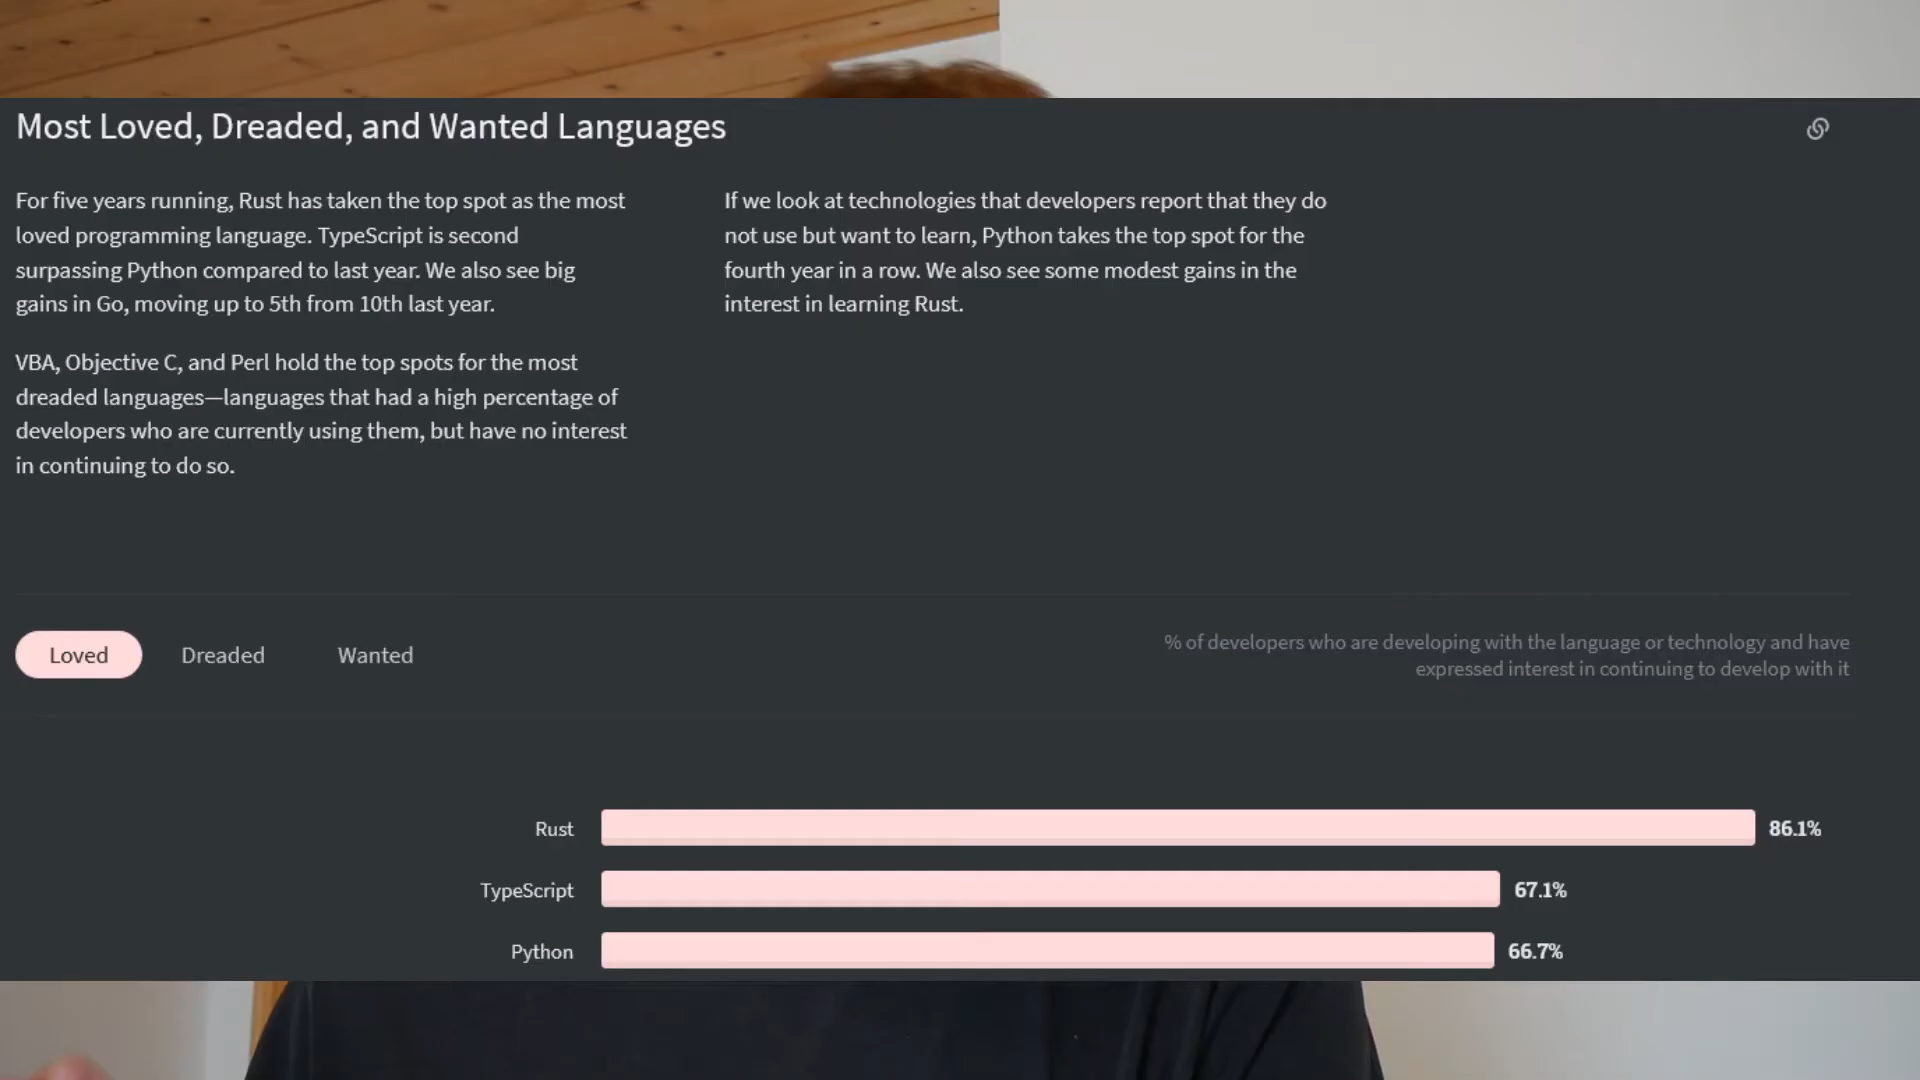 Most Loved, Dreaded, and Wanted Languages
For five years running, Rust has taken the top spot as the most
loved programming language. TypeScript is second
surpassing Python compared to last year. We also see big
gains in Go, moving up to 5th from 10th last year.
VBA, Objective C, and Perl hold the top spots for the most
dreaded languages—languages that had a high percentage of
developers who are currently using them, but have no interest
in continuing to do so.
If we look at technologies that developers report that they do
not use but want to learn, Python takes the top spot for the
fourth year in a row. We also see some modest gains in the
interest in learning Rust.
Loved Dreaded Wanted
% of developers who are developing with the language or technology and have
expressed interest in continuing to develop with it
Rust 86.1%
TypeScript 67.1%
Python 66.7%